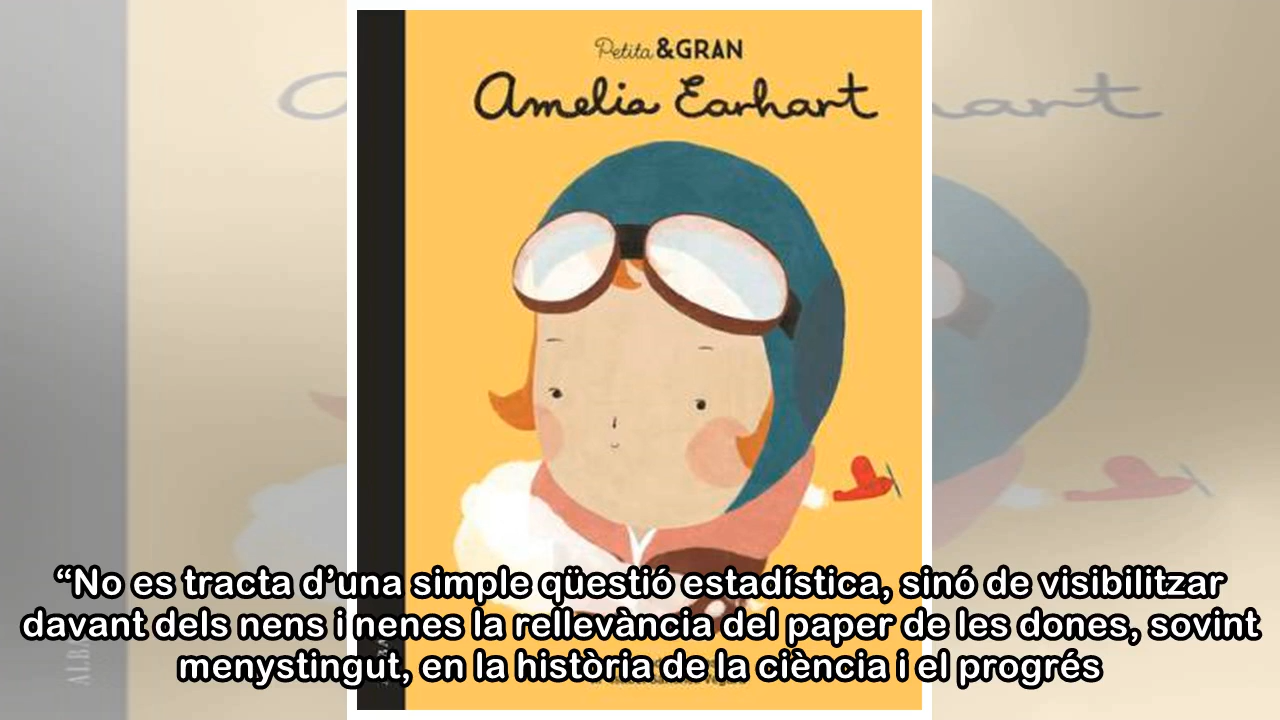 Petita &GRAN
Amelia Earhart
“No es tracta d’una simple qüestió estadística, sinó de visibilitzar
davant dels nens i nenes la rellevància del paper de les dones, sovint
menystingut, en la història de la ciència i el progrés